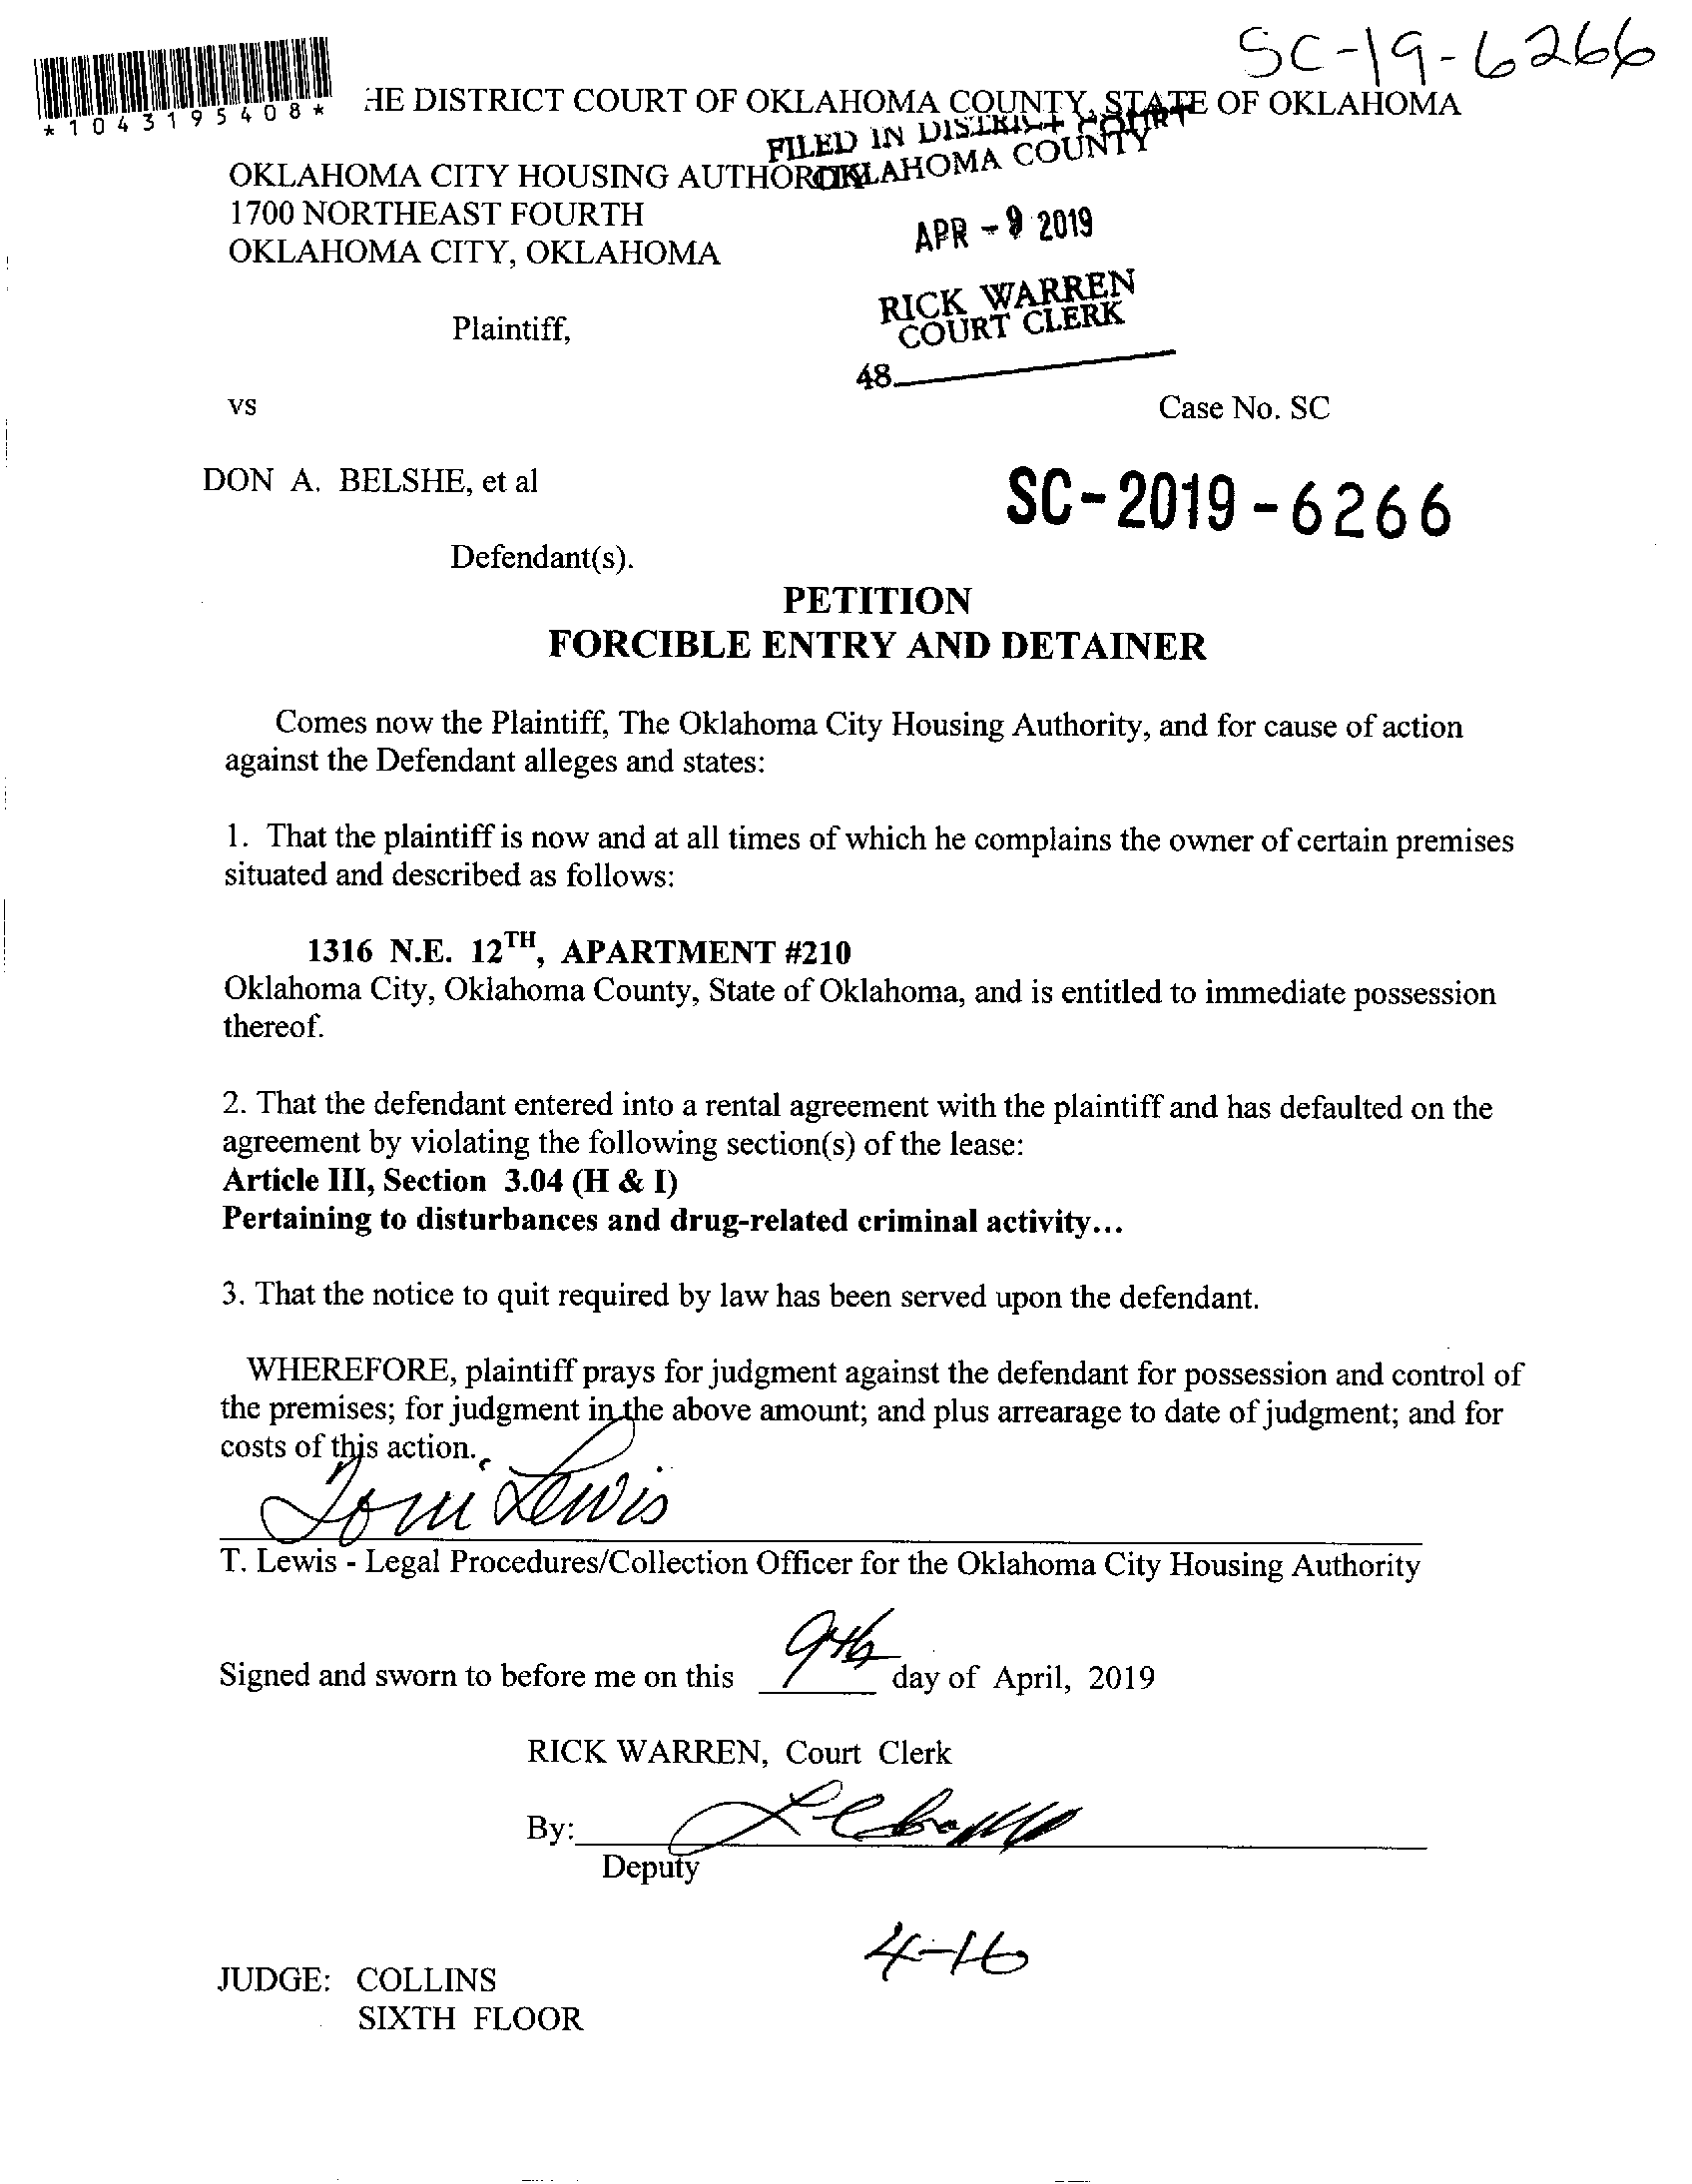 SC-19-6266
*1043195408*
HE DISTRICT COURT OF OKLAHOMA COUNTY, STATE OF OKLAHOMA
FILED IN DISTRICT COURT
OKLAHOMA COUNTY
OKLAHOMA CITY HOUSING AUTHOR
1700 NORTHEAST FOURTH
OKLAHOMA CITY, OKLAHOMA
APR - 9 2019
RICK WARREN
COURT CLERK
Plaintiff,
48
vs
Case No. SC
DON A. BELSHE, et al
SC-2019-6266
Defendant(s).
PETITION
FORCIBLE ENTRY AND DETAINER
Comes now the Plaintiff, The Oklahoma City Housing Authority, and for cause of action
against the Defendant alleges and states:
1. That the plaintiff is now and at all times of which he complains the owner of certain premises
situated and described as follows:
1316 N.E. 12TH, APARTMENT #210
Oklahoma City, Oklahoma County, State of Oklahoma, and is entitled to immediate possession
thereof.
2. That the defendant entered into a rental agreement with the plaintiff and has defaulted on the
agreement by violating the following section(s) of the lease:
Article III, Section 3.04 (H & I)
Pertaining to disturbances and drug-related criminal activity...
3. That the notice to quit required by law has been served upon the defendant.
WHEREFORE, plaintiff prays for judgment against the defendant for possession and control of
the premises; for judgment in the above amount; and plus arrearage to date of judgment; and for
costs of this action.
Toni Lewis
T. Lewis - Legal Procedures/Collection Officer for the Oklahoma City Housing Authority
Signed and sworn to before me on this 9th day of April, 2019
RICK WARREN, Court Clerk
By:
Deputy
4-16
JUDGE: COLLINS
SIXTH FLOOR